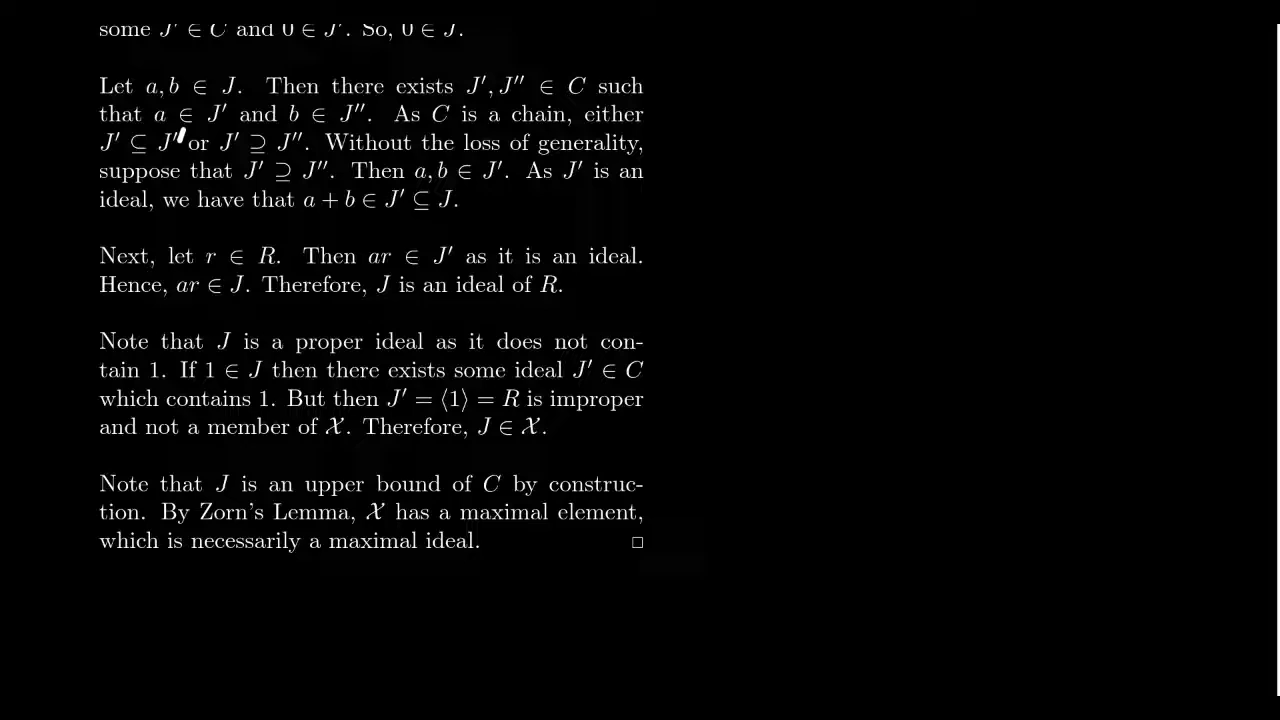 some J′ ∈ C and 0 ∈ J′. So, 0 ∈ J.
Let a, b ∈ J. Then there exists J′, J″ ∈ C such
that a ∈ J′ and b ∈ J″. As C is a chain, either
J′ ⊆ J″ or J′ ⊇ J″. Without the loss of generality,
suppose that J′ ⊇ J″. Then a, b ∈ J′. As J′ is an
ideal, we have that a + b ∈ J′ ⊆ J.
Next, let r ∈ R. Then ar ∈ J′ as it is an ideal.
Hence, ar ∈ J. Therefore, J is an ideal of R.
Note that J is a proper ideal as it does not con-
tain 1. If 1 ∈ J then there exists some ideal J′ ∈ C
which contains 1. But then J′ = ⟨1⟩ = R is improper
and not a member of 𝒳. Therefore, J ∈ 𝒳.
Note that J is an upper bound of C by construc-
tion. By Zorn's Lemma, 𝒳 has a maximal element,
which is necessarily a maximal ideal. □